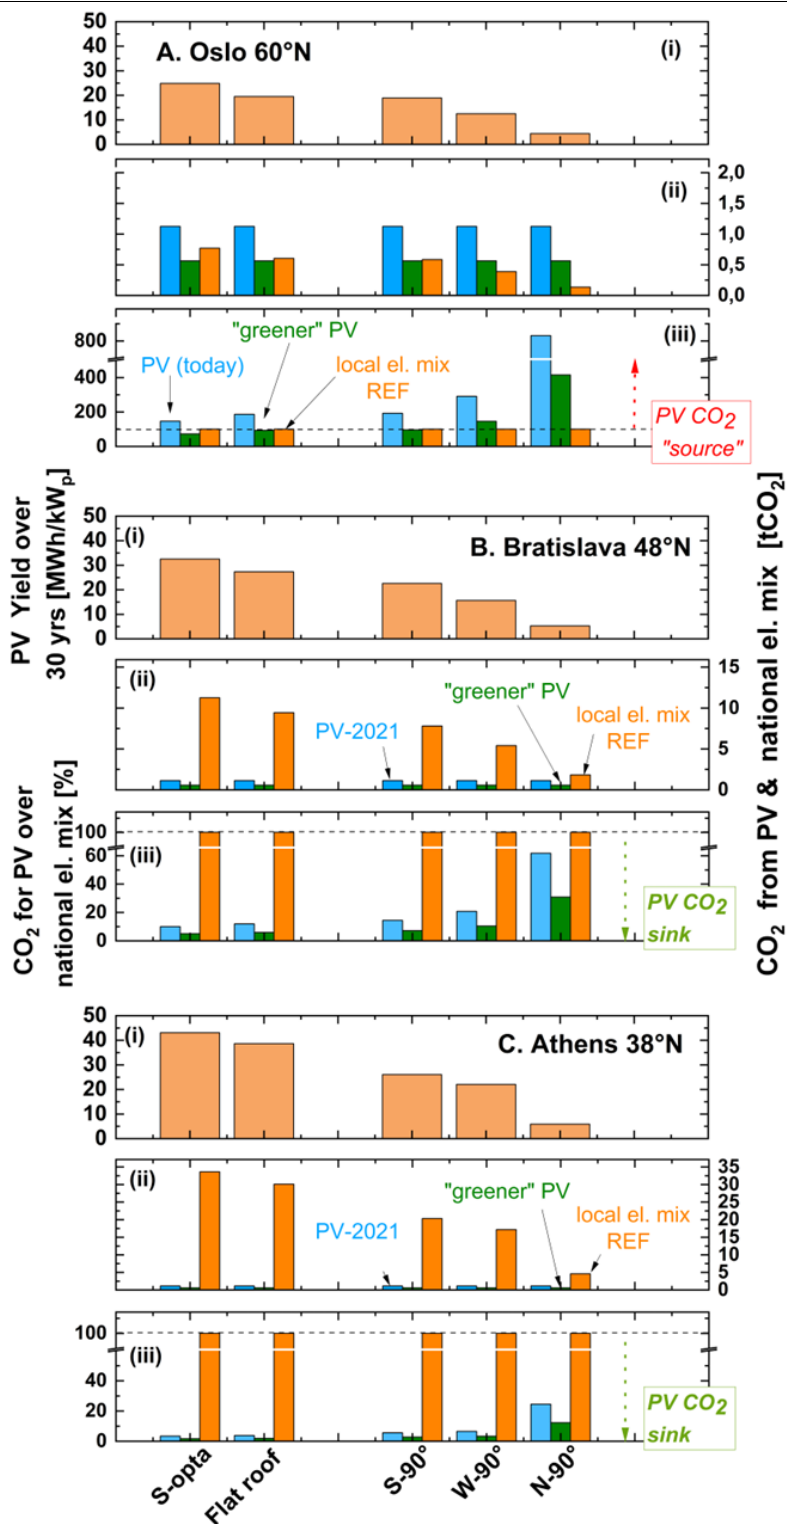 50
40
30
20
10
0
A. Oslo 60°N
(i)
(ii)
2,0
1,5
1,0
0,5
0,0
800
400
200
0
(iii)
"greener" PV
PV (today)
local el. mix
REF
PV CO2
"source"
PV Yield over
30 yrs [MWh/kWp]
CO2 for PV over
national el. mix [%]
CO2 from PV & national el. mix [tCO2]
50
40
30
20
10
0
(i)
B. Bratislava 48°N
(ii)
15
10
5
0
"greener" PV
PV-2021
local el. mix
REF
100
60
40
20
0
(iii)
PV CO2
sink
50
40
30
20
10
0
(i)
C. Athens 38°N
(ii)
35
30
25
20
15
10
5
0
"greener" PV
PV-2021
local el. mix
REF
100
40
20
0
(iii)
PV CO2
sink
S-opta
Flat roof
S-90°
W-90°
N-90°